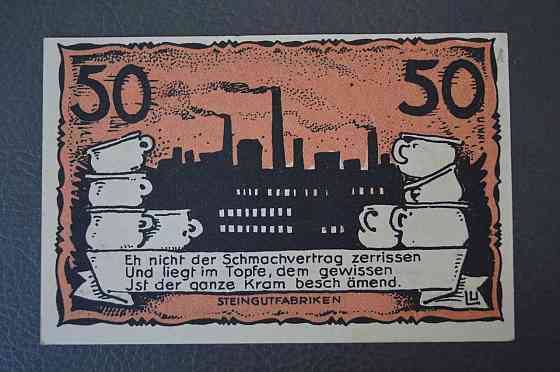 50 50
Eh nicht der Schmachvertrag zerrissen
Und liegt im Topfe, dem gewissen
Jst der ganze Kram besch ämend.
STEINGUTFABRIKEN